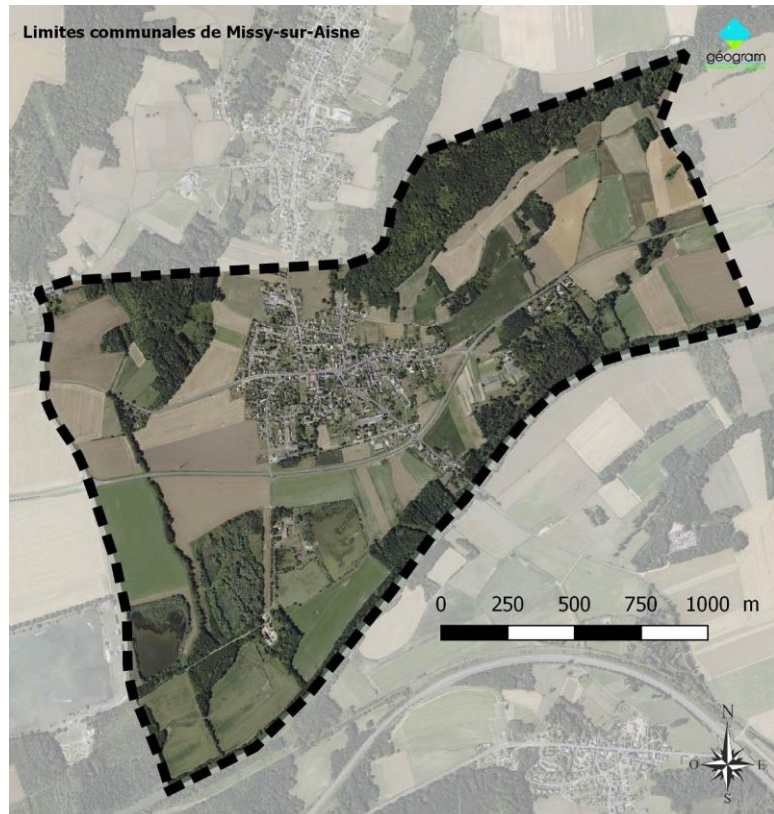 Limites communales de Missy-sur-Aisne
géogram
0 250 500 750 1000 m
N
O E
S